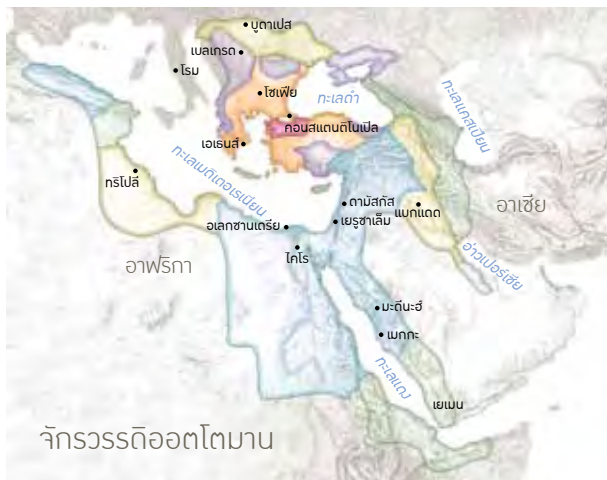 บูดาเปส
เบลเกรด
โรม
โซเฟีย
ทะเลดำ
ทะเลแคสเปียน
คอนสแตนติโนเปิล
เอเธนส์
ทะเลเมดิเตอเรเนียน
ทริโปลี
ดามัสกัส
แบกแดด
อาเซีย
อเลกซานเดรีย
เยรูซาเล็ม
ไคโร
อาฟริกา
อ่าวเปอร์เซีย
มะดีนะฮ์
เมกกะ
ทะเลแดง
เยเมน
จักรวรรดิออตโตมาน